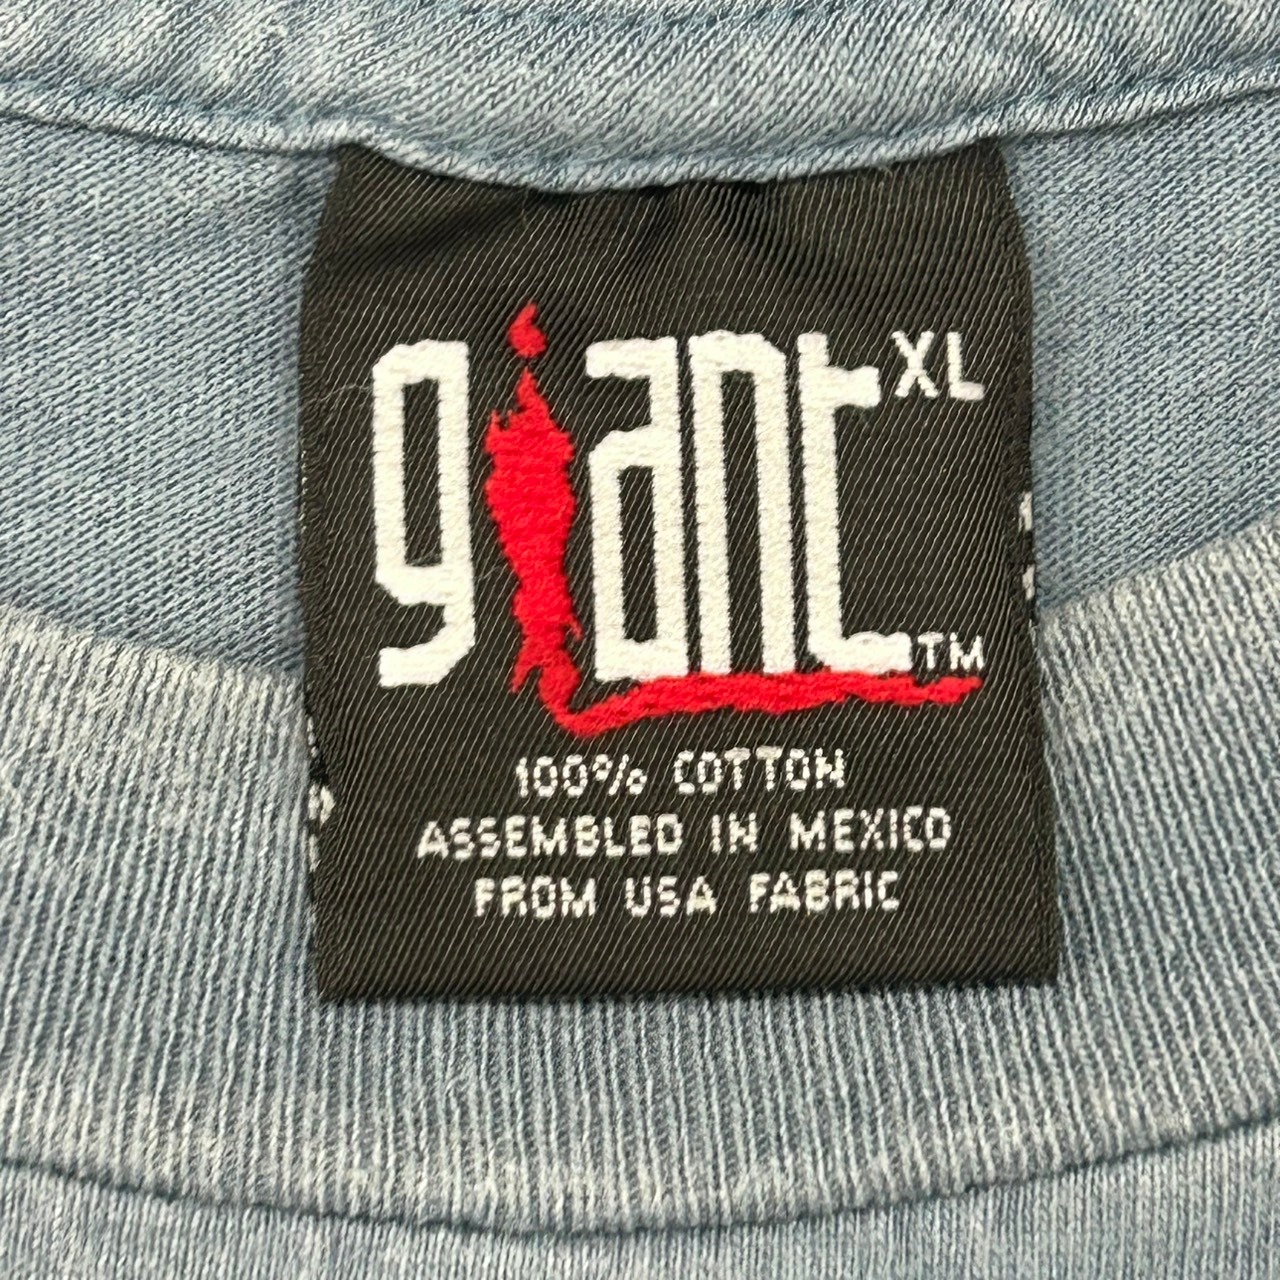 giant XL
TM
100% COTTON
ASSEMBLED IN MEXICO
FROM USA FABRIC